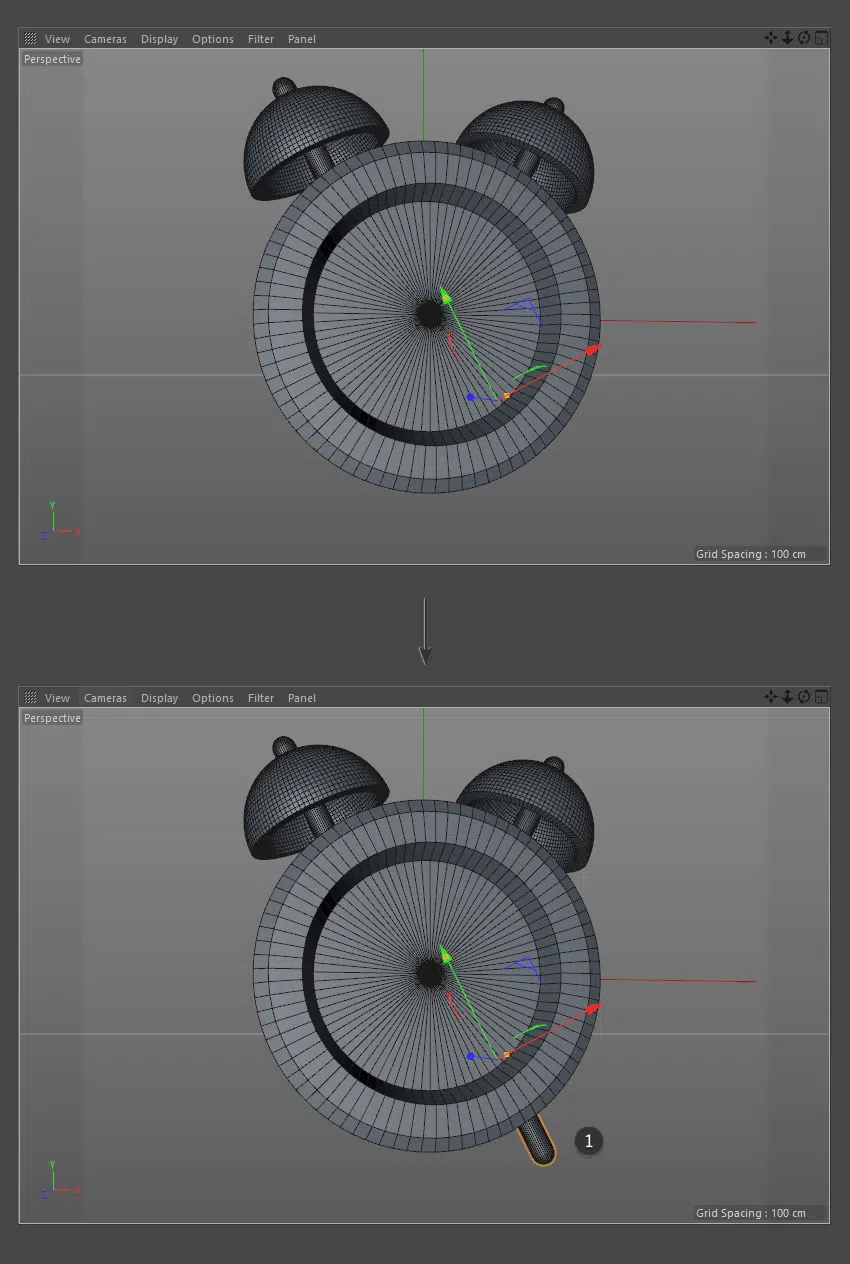 View Cameras Display Options Filter Panel
Perspective
Y
Z X
Grid Spacing : 100 cm
View Cameras Display Options Filter Panel
Perspective
1
Y
Z X
Grid Spacing : 100 cm